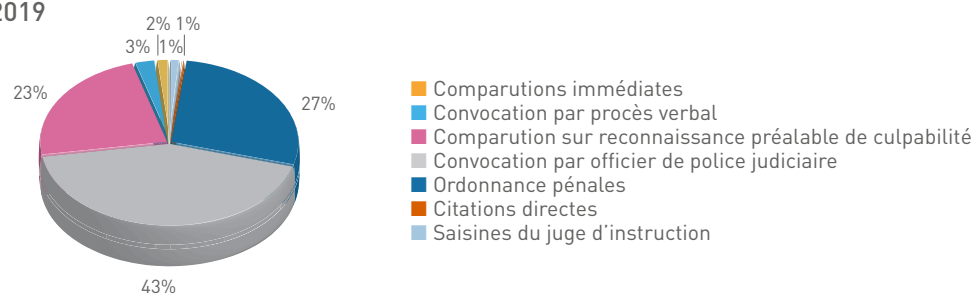 2019
2% 1%
3% 1%
23%
27%
43%
Comparutions immédiates
Convocation par procès verbal
Comparution sur reconnaissance préalable de culpabilité
Convocation par officier de police judiciaire
Ordonnance pénales
Citations directes
Saisines du juge d’instruction